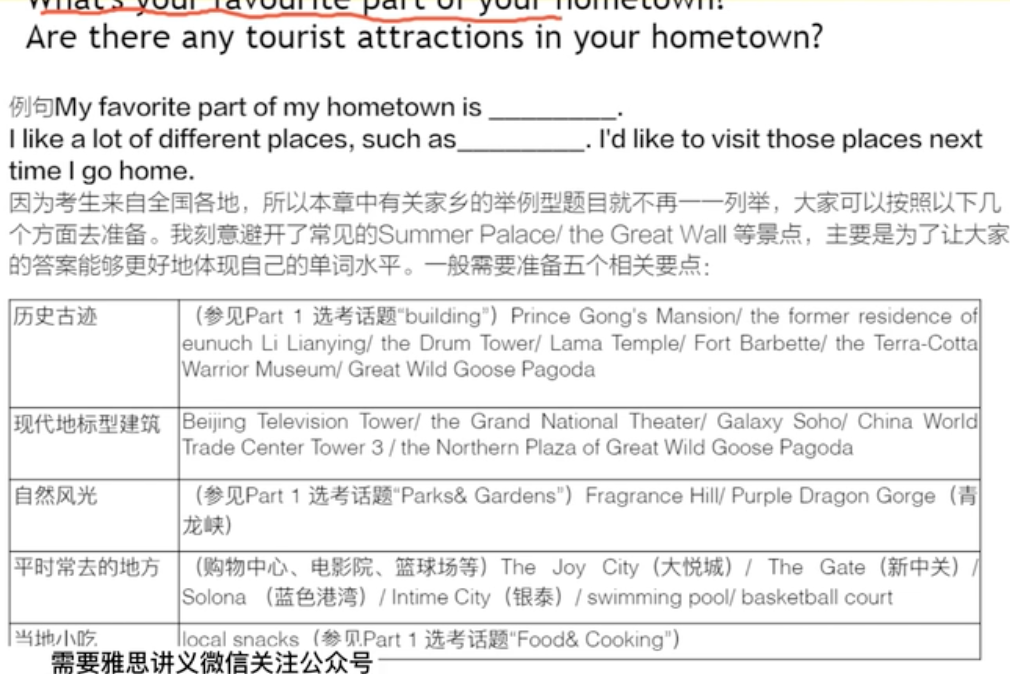 What's your favourite part of your hometown?
Are there any tourist attractions in your hometown?
例句My favorite part of my hometown is _________.
I like a lot of different places, such as_________. I'd like to visit those places next
time I go home.
因为考生来自全国各地，所以本章中有关家乡的举例型题目就不再一一列举，大家可以按照以下几
个方面去准备。我刻意避开了常见的Summer Palace/ the Great Wall 等景点，主要是为了让大家
的答案能够更好地体现自己的单词水平。一般需要准备五个相关要点：
历史古迹
（参见Part 1 选考话题“building”）Prince Gong's Mansion/ the former residence of
eunuch Li Lianying/ the Drum Tower/ Lama Temple/ Fort Barbette/ the Terra-Cotta
Warrior Museum/ Great Wild Goose Pagoda
现代地标型建筑
Beijing Television Tower/ the Grand National Theater/ Galaxy Soho/ China World
Trade Center Tower 3 / the Northern Plaza of Great Wild Goose Pagoda
自然风光
（参见Part 1 选考话题“Parks& Gardens”）Fragrance Hill/ Purple Dragon Gorge（青
龙峡）
平时常去的地方
（购物中心、电影院、篮球场等）The Joy City（大悦城）/ The Gate（新中关）/
Solona （蓝色港湾）/ Intime City（银泰）/ swimming pool/ basketball court
当地小吃
local snacks（参见Part 1 选考话题“Food& Cooking”）
需要雅思讲义微信关注公众号